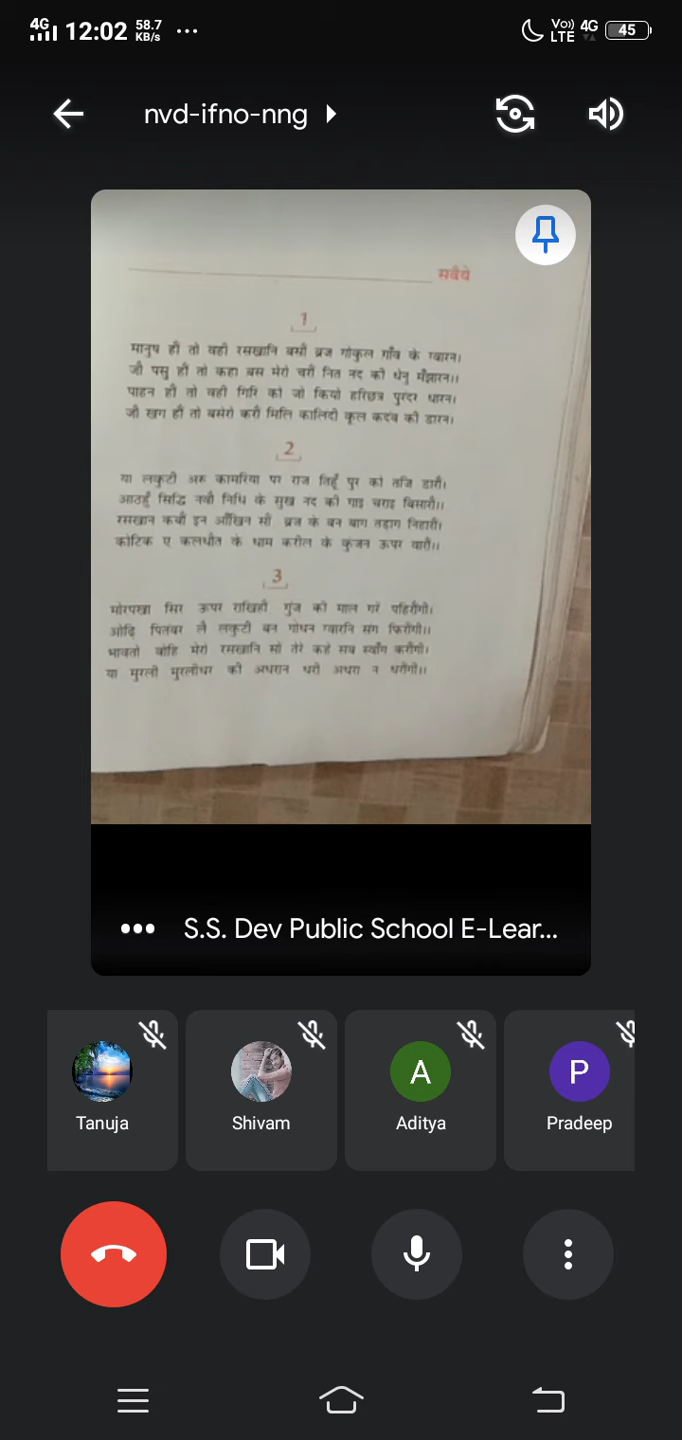 4G 12:02 58.7 KB/s ... Vo) LTE 4G 45
nvd-ifno-nng
सवैये
1
मानुष हौं तो वही रसखानि बसौं ब्रज गोकुल गाँव के ग्वारन।
जौ पसु हौं तो कहा बस मेरो चरौं नित नंद की धेनु मँझारन।।
पाहन हौं तो वही गिरि को जो कियो हरिछत्र पुरंदर धारन।
जौ खग हौं तो बसेरो करौं मिलि कालिंदी कूल कदंब की डारन।
2
या लकुटी अरु कामरिया पर राज तिहूँ पुर को तजि डारौं।
आठहुँ सिद्धि नवौ निधि के सुख नंद की गाइ चराइ बिसारौं।।
रसखान कबौं इन आँखिन सौं ब्रज के बन बाग तड़ाग निहारौं।
कोटिक ए कलधौत के धाम करील के कुंजन ऊपर वारौं।।
3
मोरपखा सिर ऊपर राखिहौं गुंज की माल गरें पहिरौंगी।
ओढ़ि पितंबर लै लकुटी बन गोधन ग्वारनि संग फिरौंगी।।
भावतो वोहि मेरो रसखानि सों तेरे कहे सब स्वाँग करौंगी।
या मुरली मुरलीधर की अधरान धरी अधरा न धरौंगी।।
S.S. Dev Public School E-Lear...
Tanuja Shivam A Aditya P Pradeep